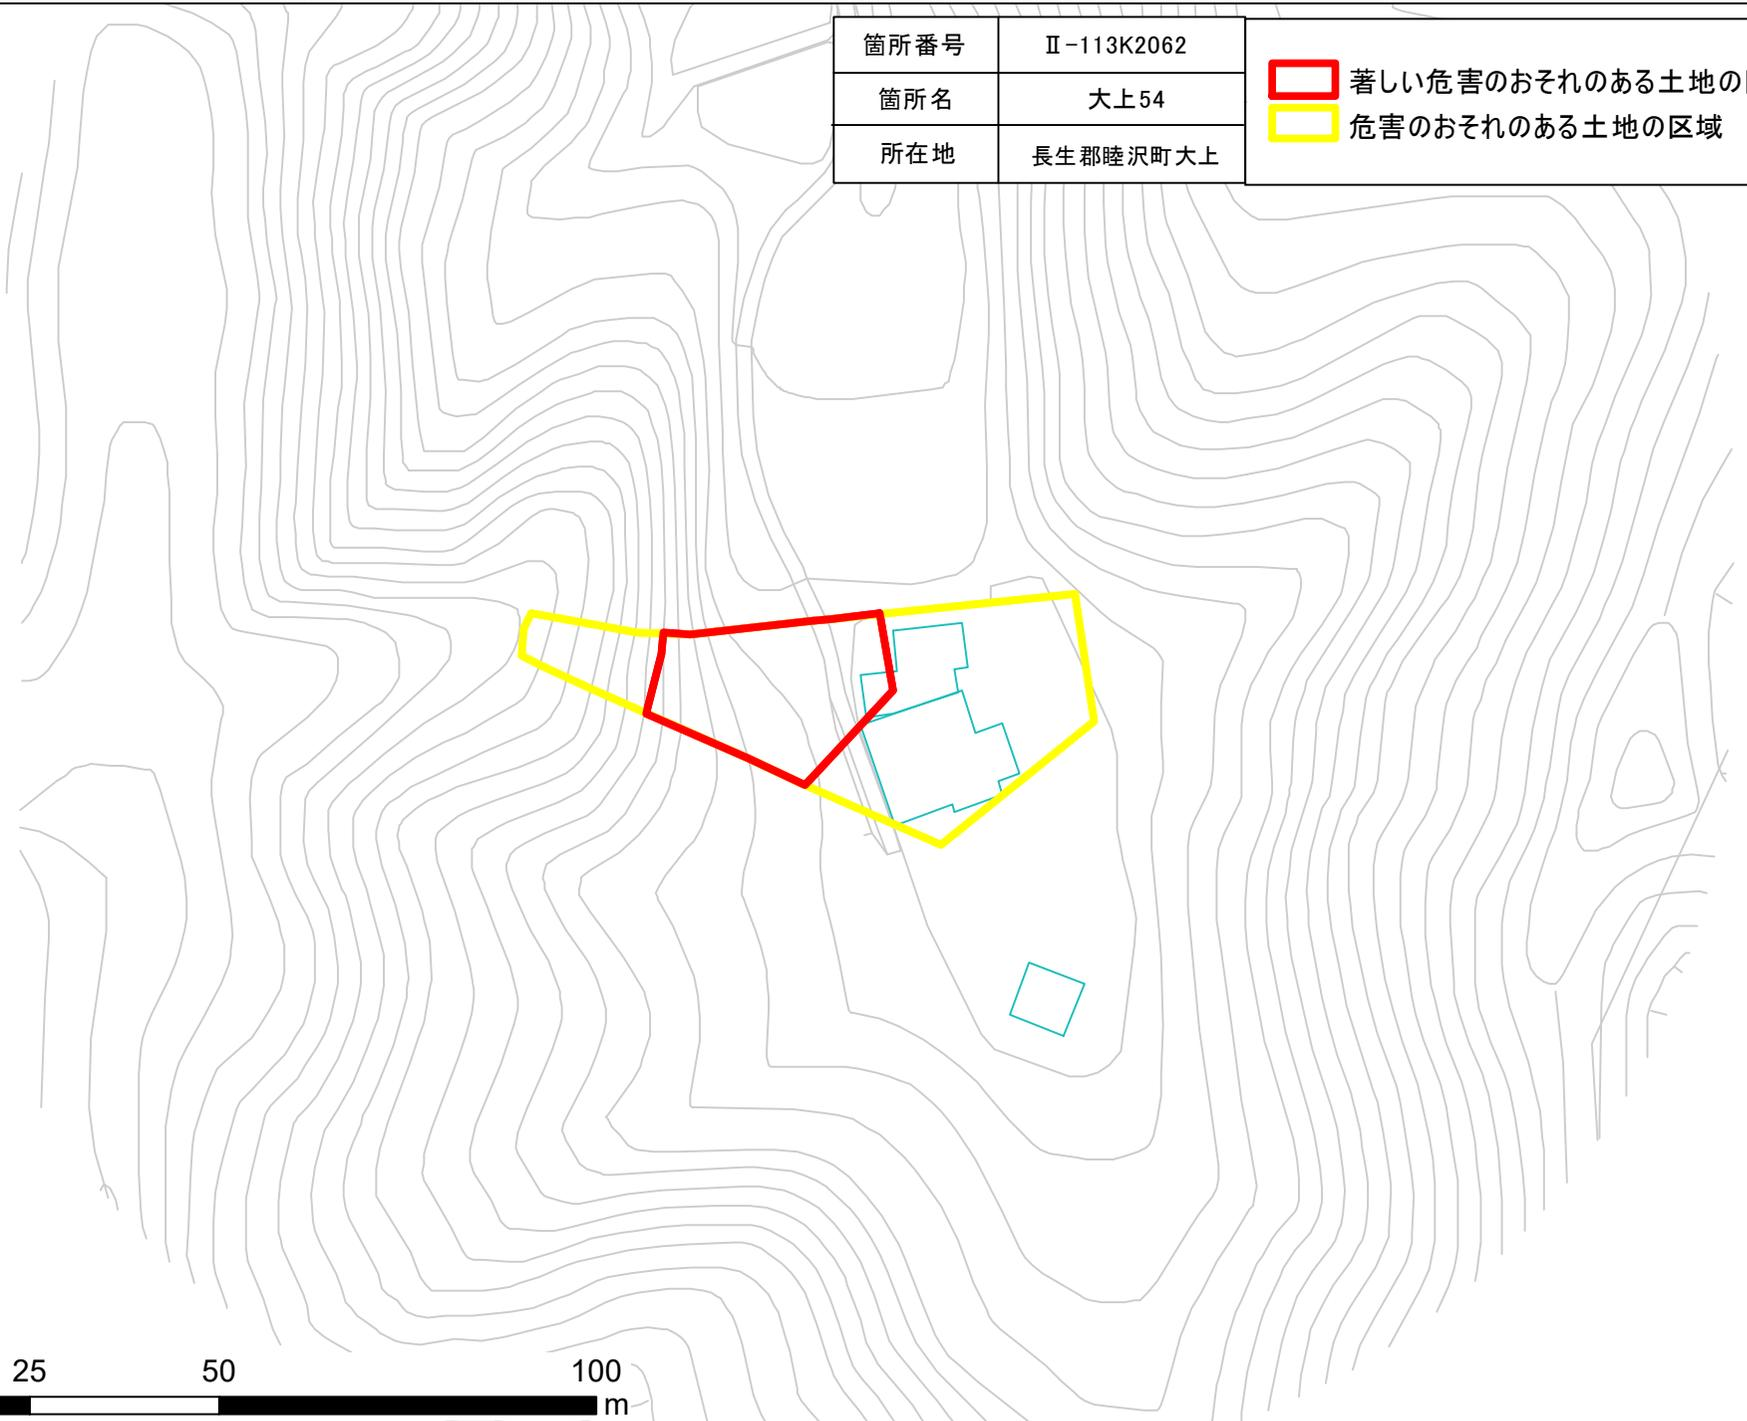 箇所番号 Ⅱ-113K2062
箇所名 大上54
所在地 長生郡睦沢町大上
著しい危害のおそれのある土地の
危害のおそれのある土地の区域
25 50 100
m